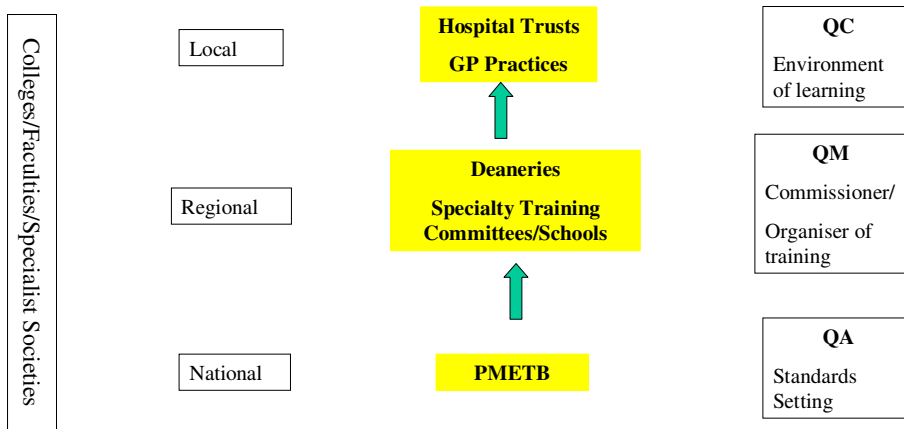 Colleges/Faculties/Specialist Societies
Local
Hospital Trusts
GP Practices
QC
Environment
of learning
Regional
Deaneries
Specialty Training
Committees/Schools
QM
Commissioner/
Organiser of
training
National
PMETB
QA
Standards
Setting